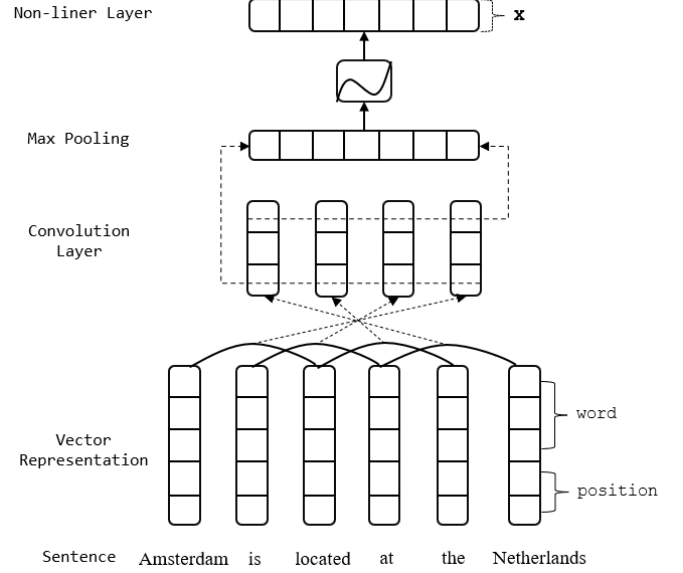 Non-liner Layer
x
Max Pooling
Convolution
Layer
word
Vector
Representation
position
Sentence Amsterdam is located at the Netherlands